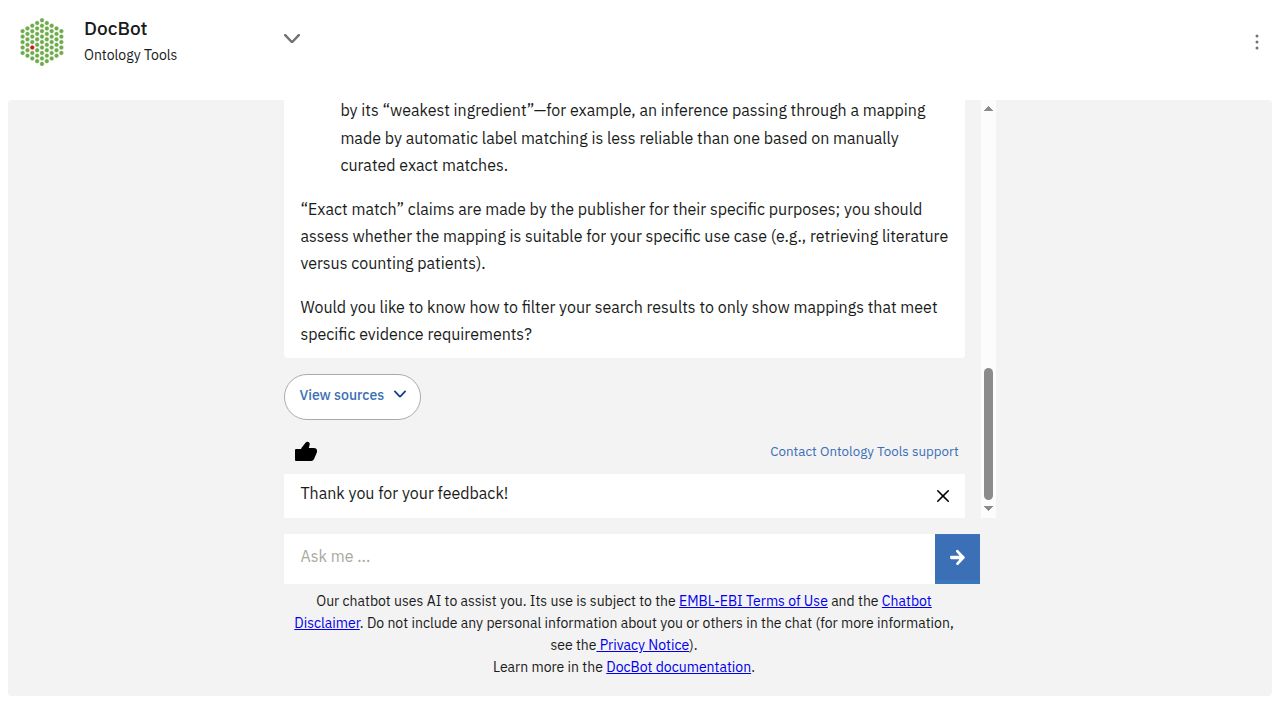 DocBot
Ontology Tools
by its “weakest ingredient”—for example, an inference passing through a mapping
made by automatic label matching is less reliable than one based on manually
curated exact matches.
“Exact match” claims are made by the publisher for their specific purposes; you should
assess whether the mapping is suitable for your specific use case (e.g., retrieving literature
versus counting patients).
Would you like to know how to filter your search results to only show mappings that meet
specific evidence requirements?
View sources
Contact Ontology Tools support
Thank you for your feedback!
Ask me ...
Our chatbot uses AI to assist you. Its use is subject to the EMBL-EBI Terms of Use and the Chatbot
Disclaimer. Do not include any personal information about you or others in the chat (for more information,
see the Privacy Notice).
Learn more in the DocBot documentation.